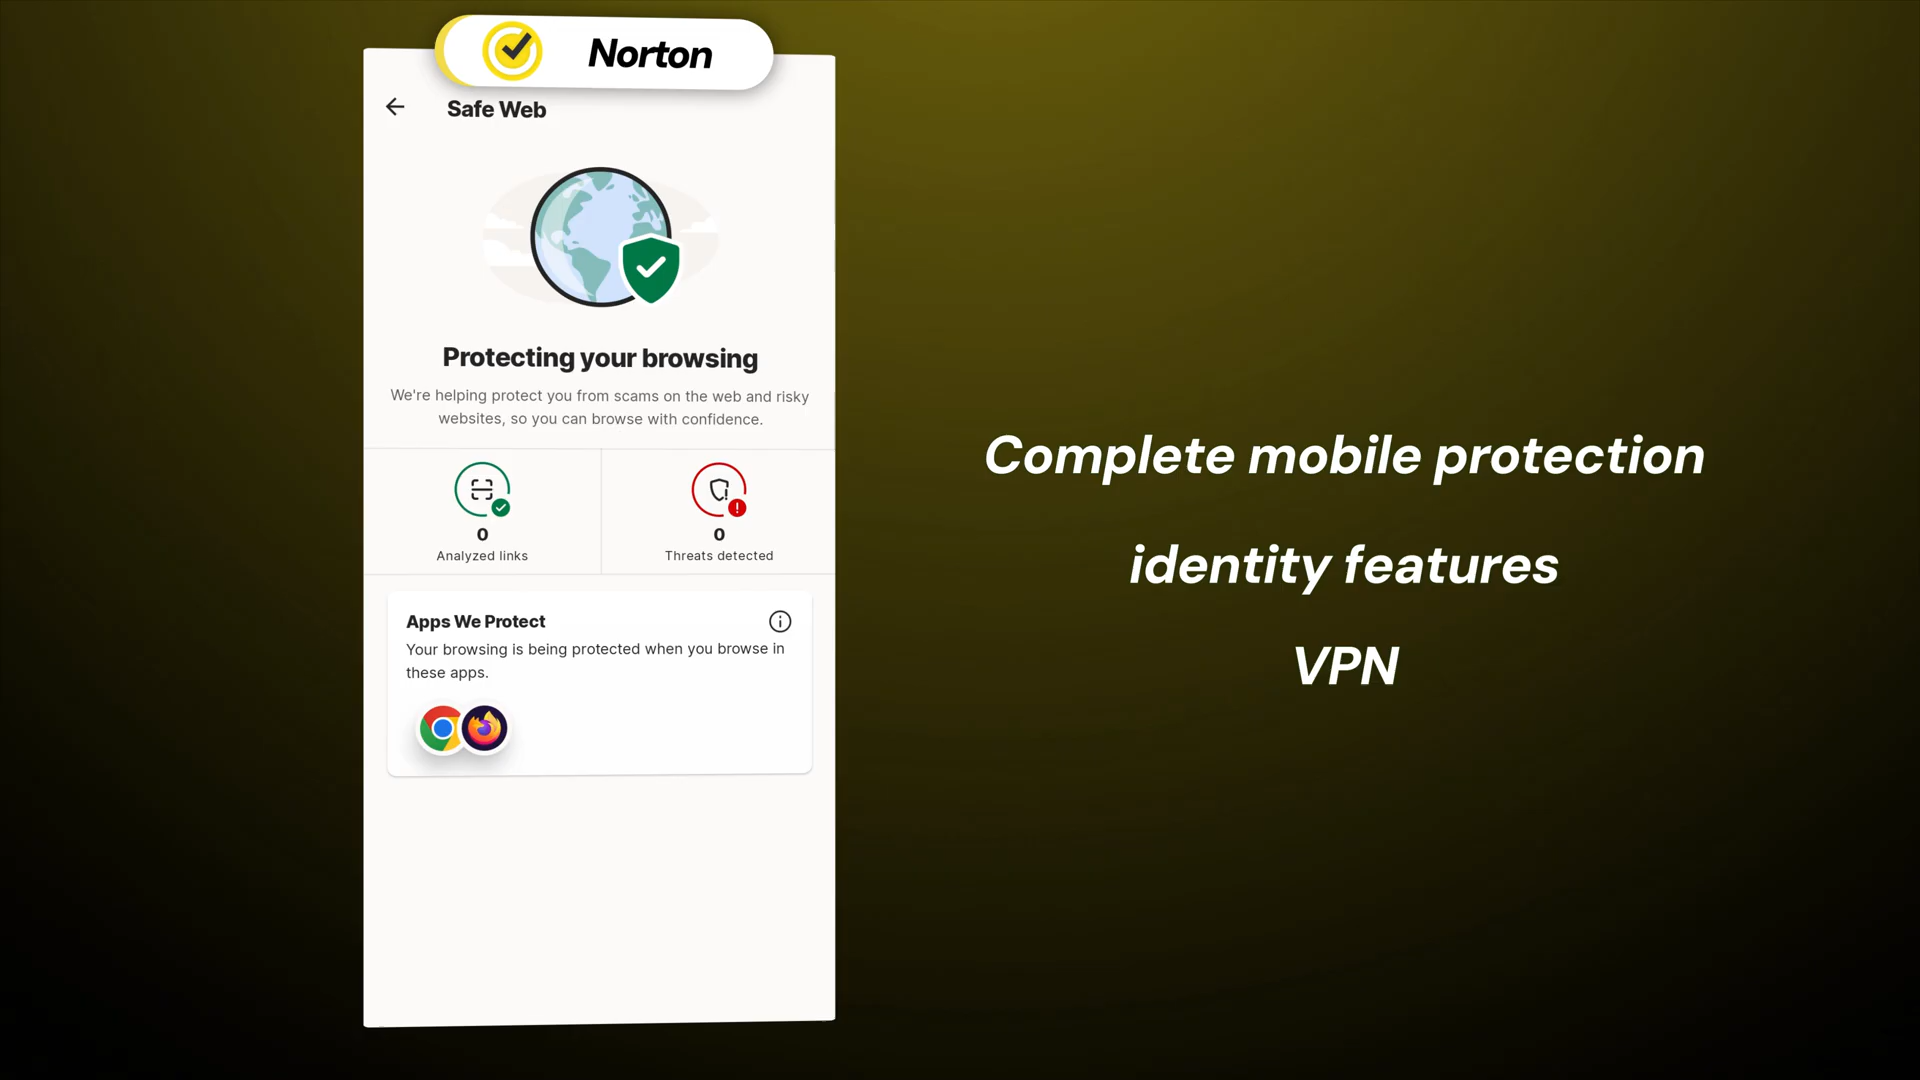 Norton
Safe Web
Protecting your browsing
We're helping protect you from scams on the web and risky
websites, so you can browse with confidence.
0
Analyzed links
0
Threats detected
Apps We Protect
Your browsing is being protected when you browse in
these apps.
Complete mobile protection
identity features
VPN